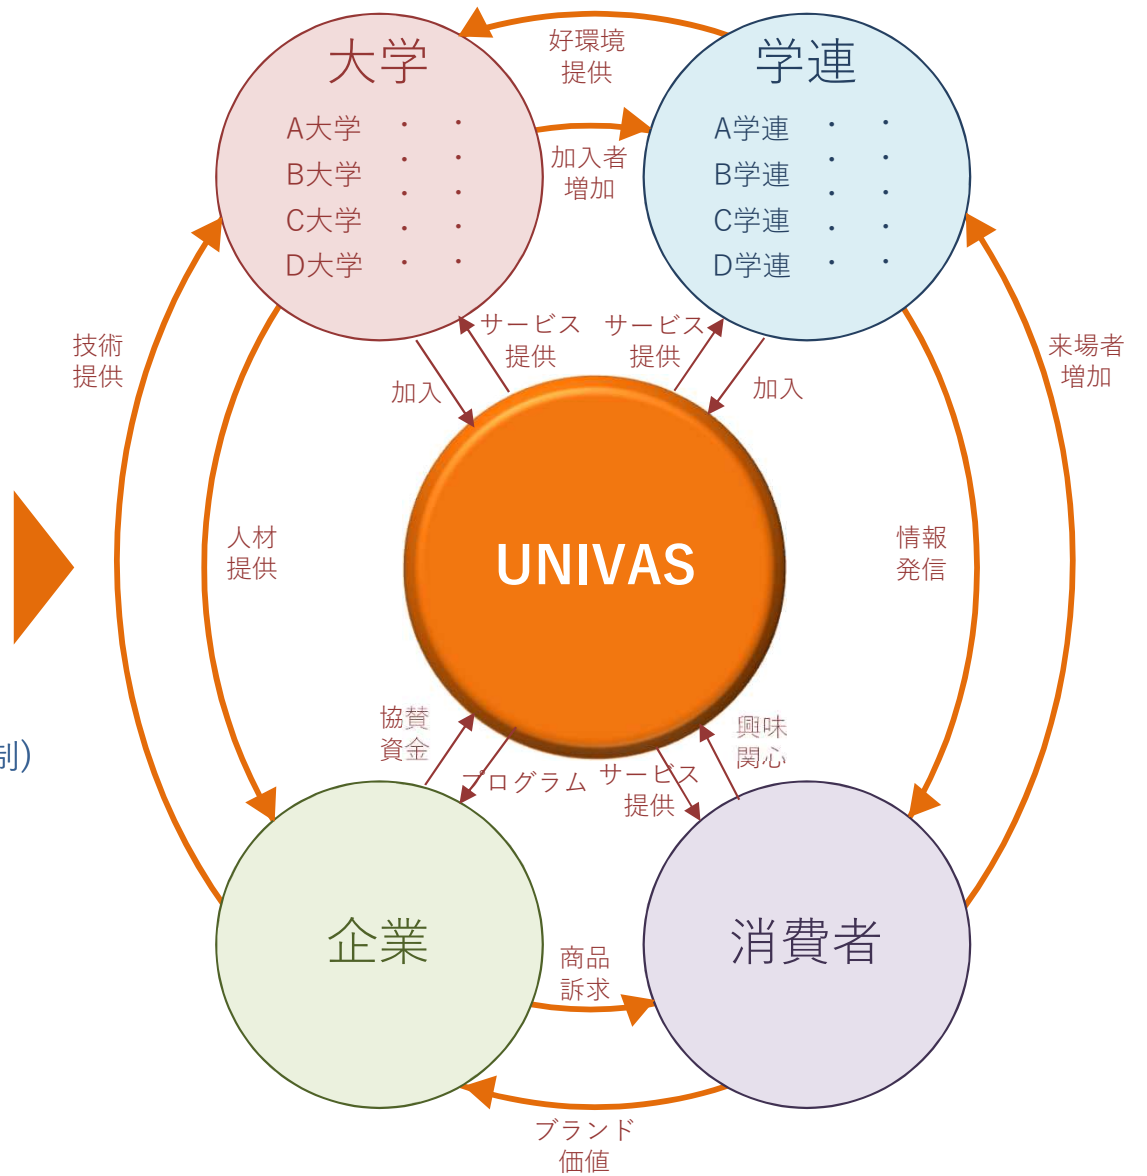 好環境
提供
大学
学連
A大学 ・ ・
B大学 ・ ・
C大学 ・ ・
D大学 ・ ・
・ ・
A学連 ・ ・
B学連 ・ ・
C学連 ・ ・
D学連 ・ ・
・ ・
加入者
増加
サービス
提供
サービス
提供
加入
加入
技術
提供
来場者
増加
人材
提供
情報
発信
UNIVAS
協賛
資金
プログラム
サービス
提供
興味
関心
制)
企業
消費者
商品
訴求
ブランド
価値